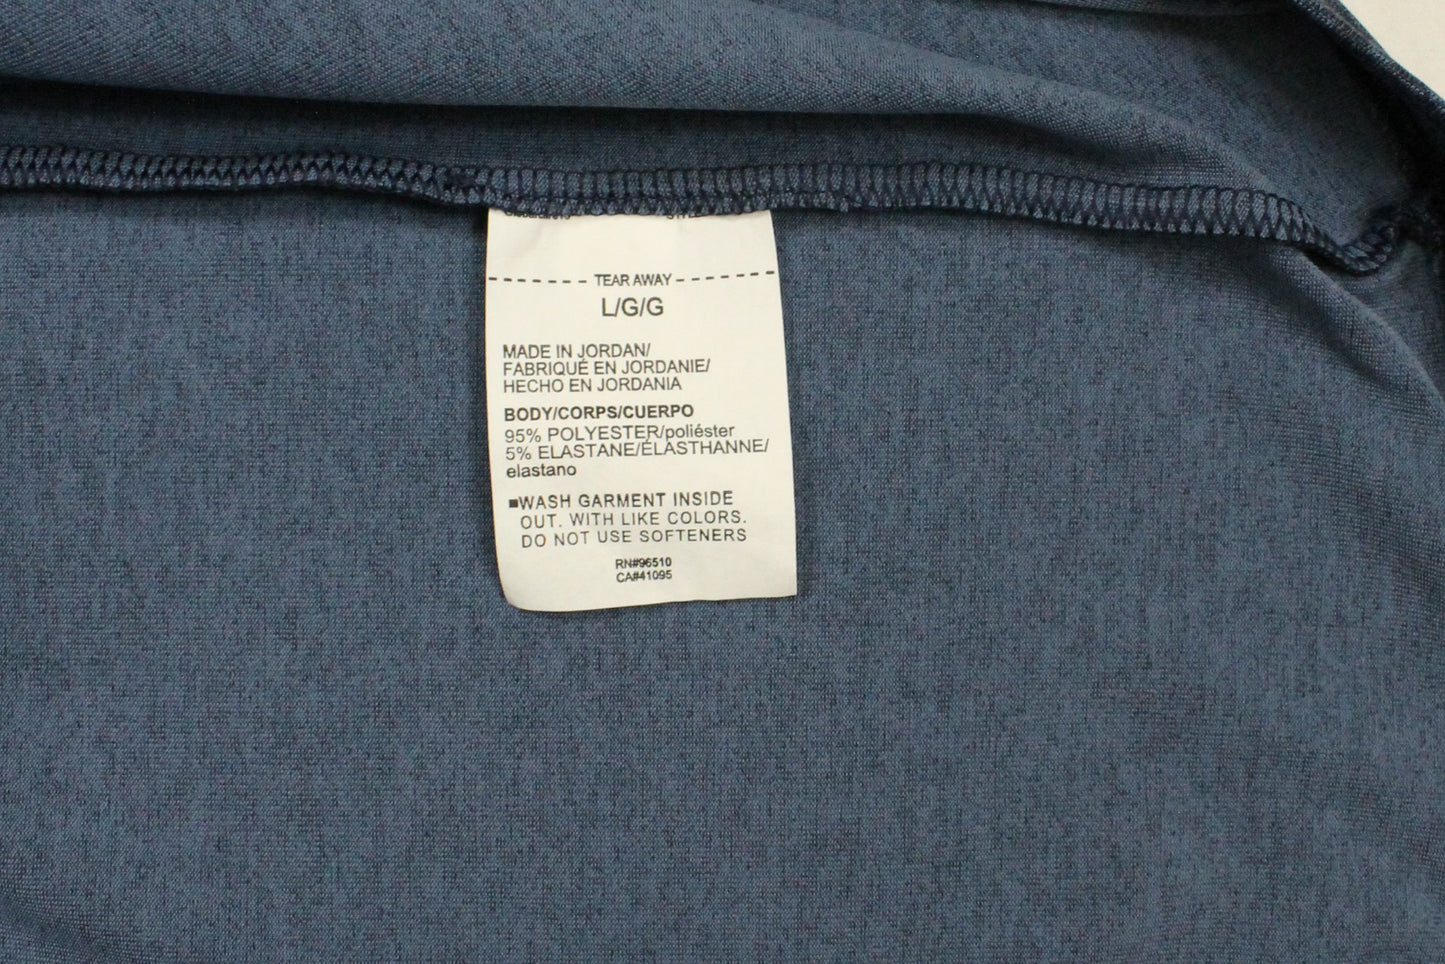 TEAR AWAY
L/G/G
MADE IN JORDAN/
FABRIQUÉ EN JORDANIE/
HECHO EN JORDANIA
BODY/CORPS/CUERPO
95% POLYESTER/poliéster
5% ELASTANE/ÉLASTHANNE/
elastano
■WASH GARMENT INSIDE
OUT. WITH LIKE COLORS.
DO NOT USE SOFTENERS
RN#96510
CA#41095